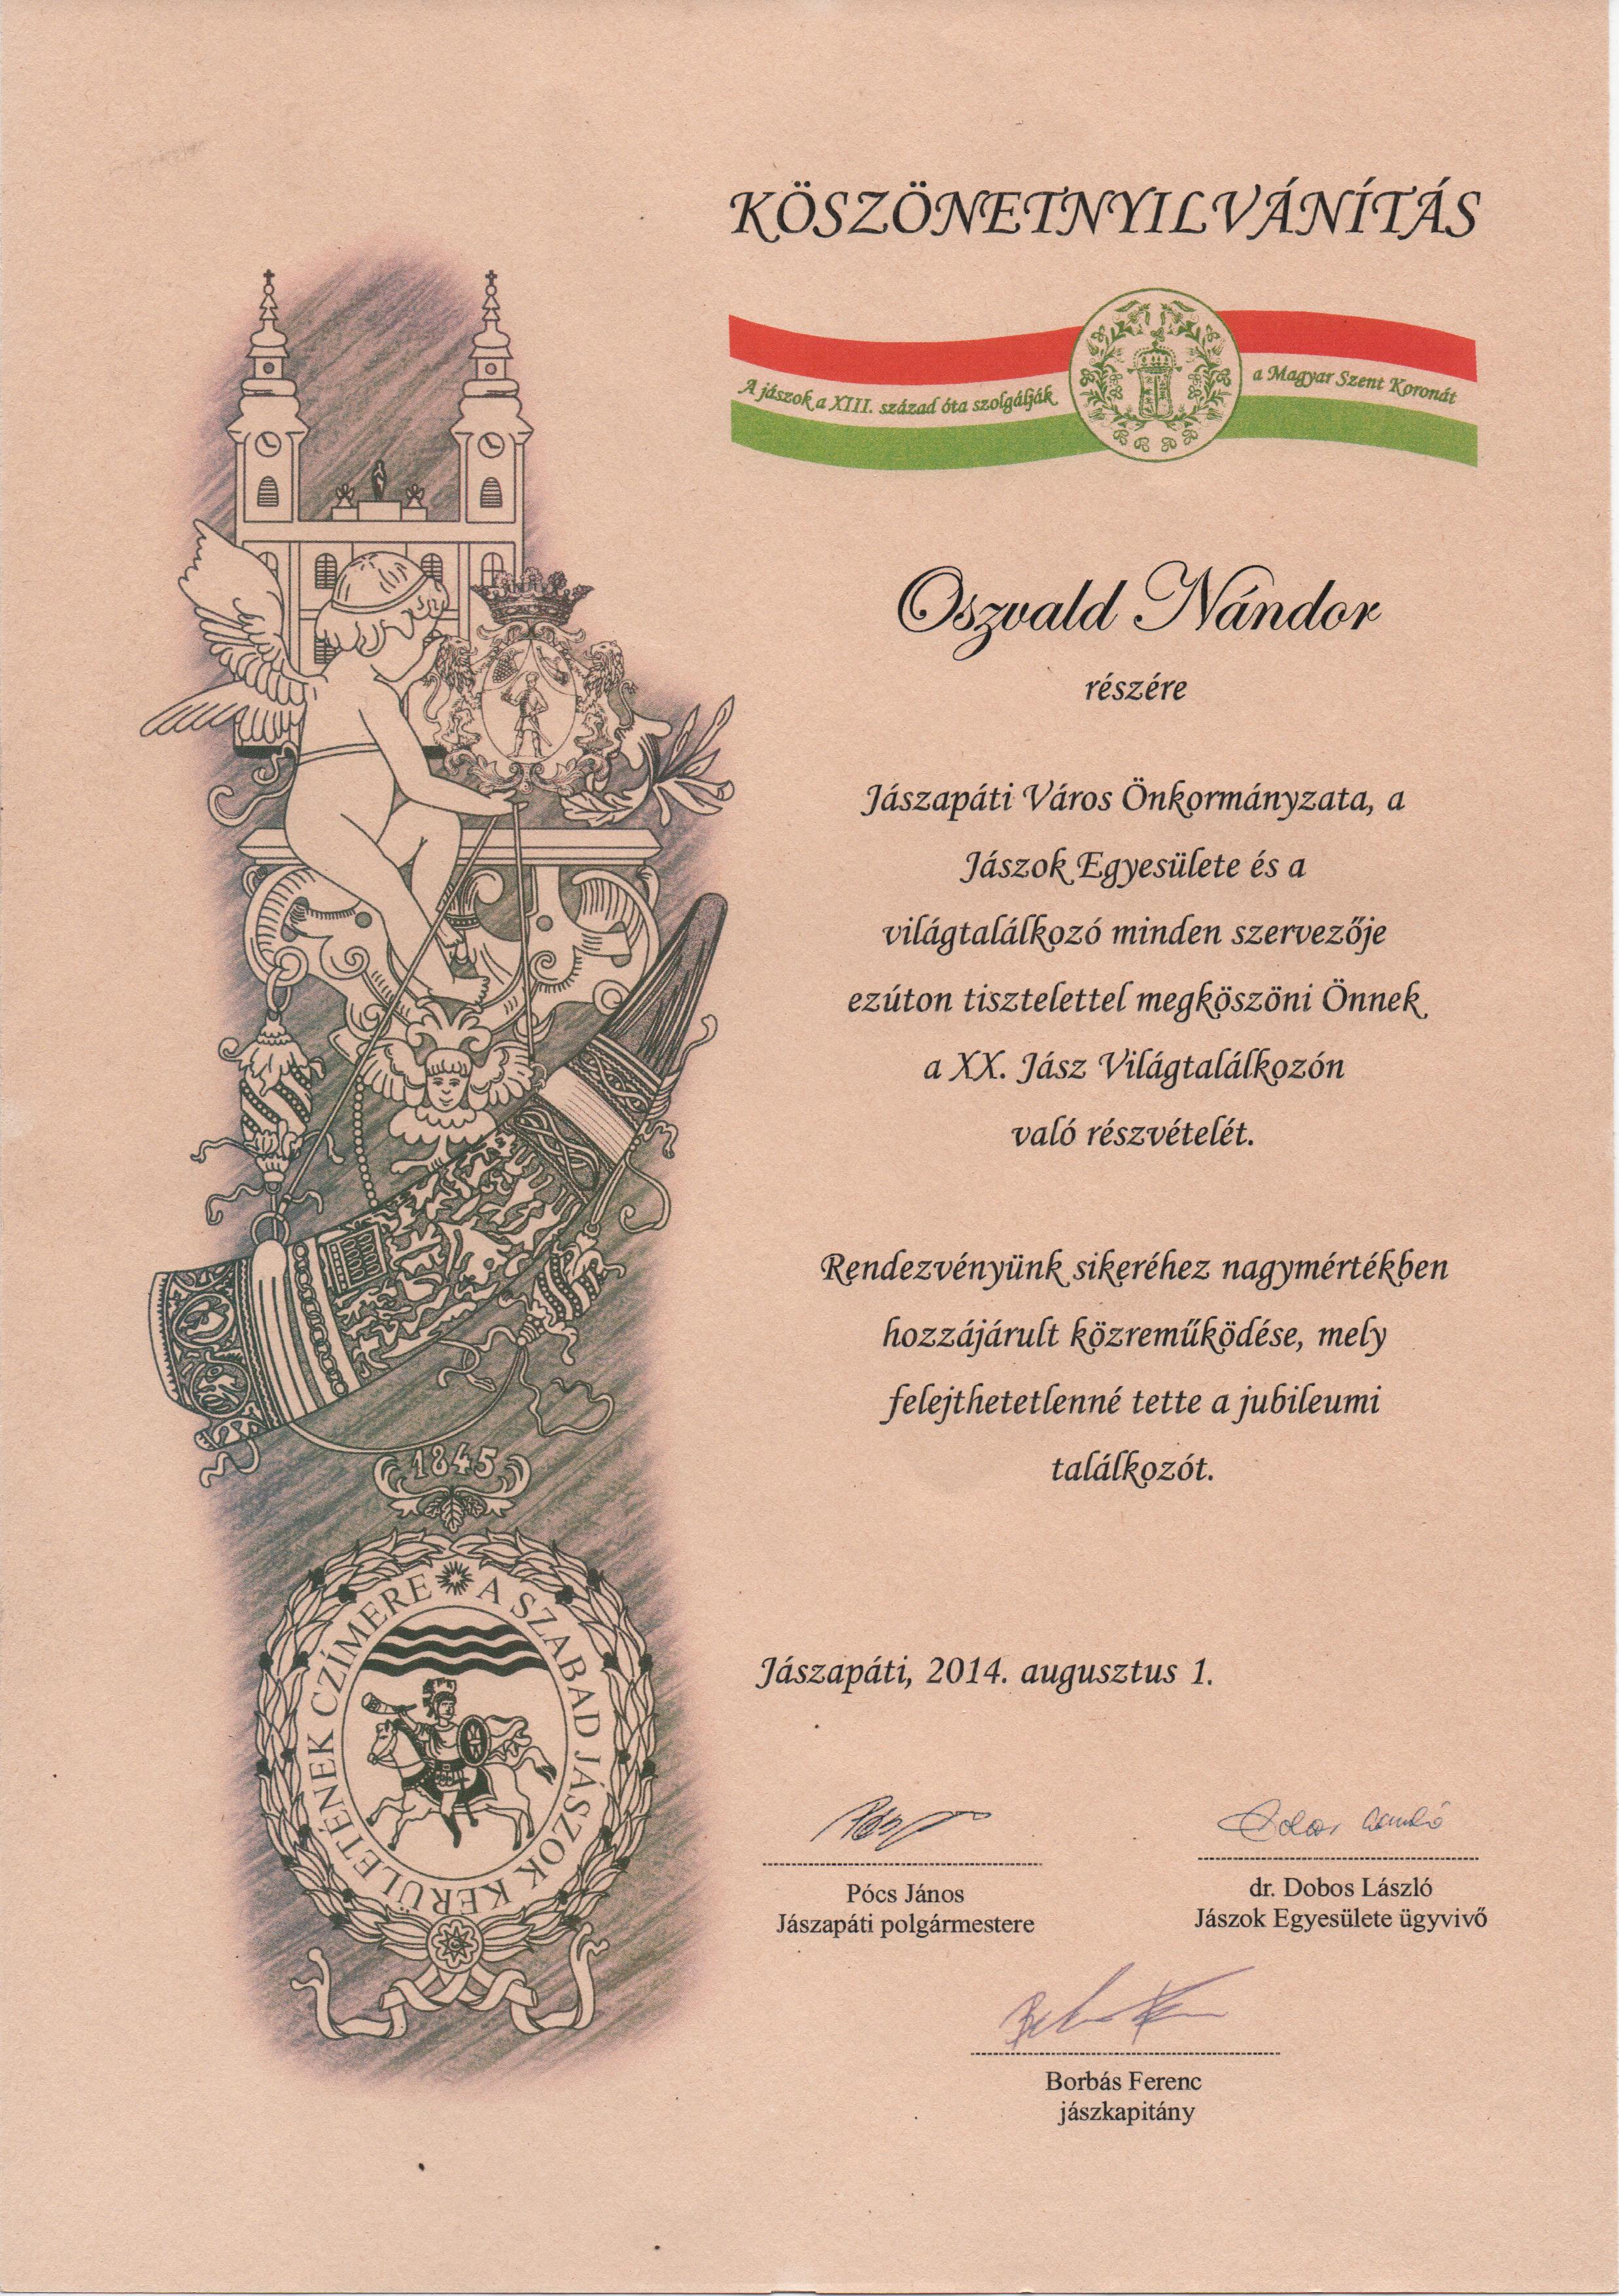 KÖSZÖNETNYILVÁNÍTÁS
A jászok a XIII. század óta szolgálják a Magyar Szent Koronát
Oszvald Nándor
részére
Jászapáti Város Önkormányzata, a
Jászok Egyesülete és a
világtalálkozó minden szervezője
ezúton tisztelettel megköszöni Önnek
a XX. Jász Világtalálkozón
való részvételét.
Rendezvényünk sikeréhez nagymértékben
hozzájárult közreműködése, mely
felejthetetlenné tette a jubileumi
találkozót.
1845
A SZABAD JÁSZOK KERÜLETÉNEK CZÍMERE
Jászapáti, 2014. augusztus 1.
Pócs János
Jászapáti polgármestere
dr. Dobos László
Jászok Egyesülete ügyvivő
Borbás Ferenc
jászkapitány